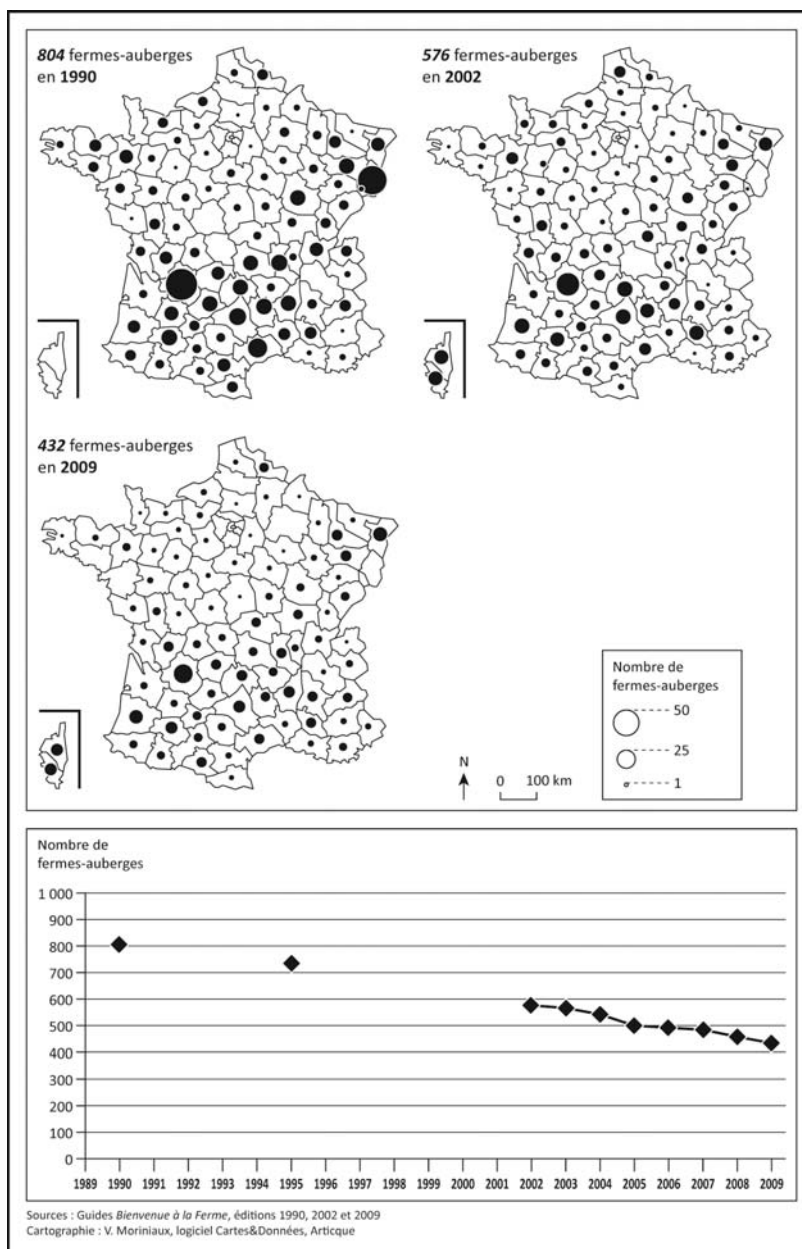 804 fermes-auberges
en 1990
576 fermes-auberges
en 2002
432 fermes-auberges
en 2009
Nombre de
fermes-auberges
50
25
1
N
0 100 km
Nombre de
fermes-auberges
1 000
900
800
700
600
500
400
300
200
100
0
1989 1990 1991 1992 1993 1994 1995 1996 1997 1998 1999 2000 2001 2002 2003 2004 2005 2006 2007 2008 2009
Sources : Guides Bienvenue à la Ferme, éditions 1990, 2002 et 2009
Cartographie : V. Moriniaux, logiciel Cartes&Données, Articque